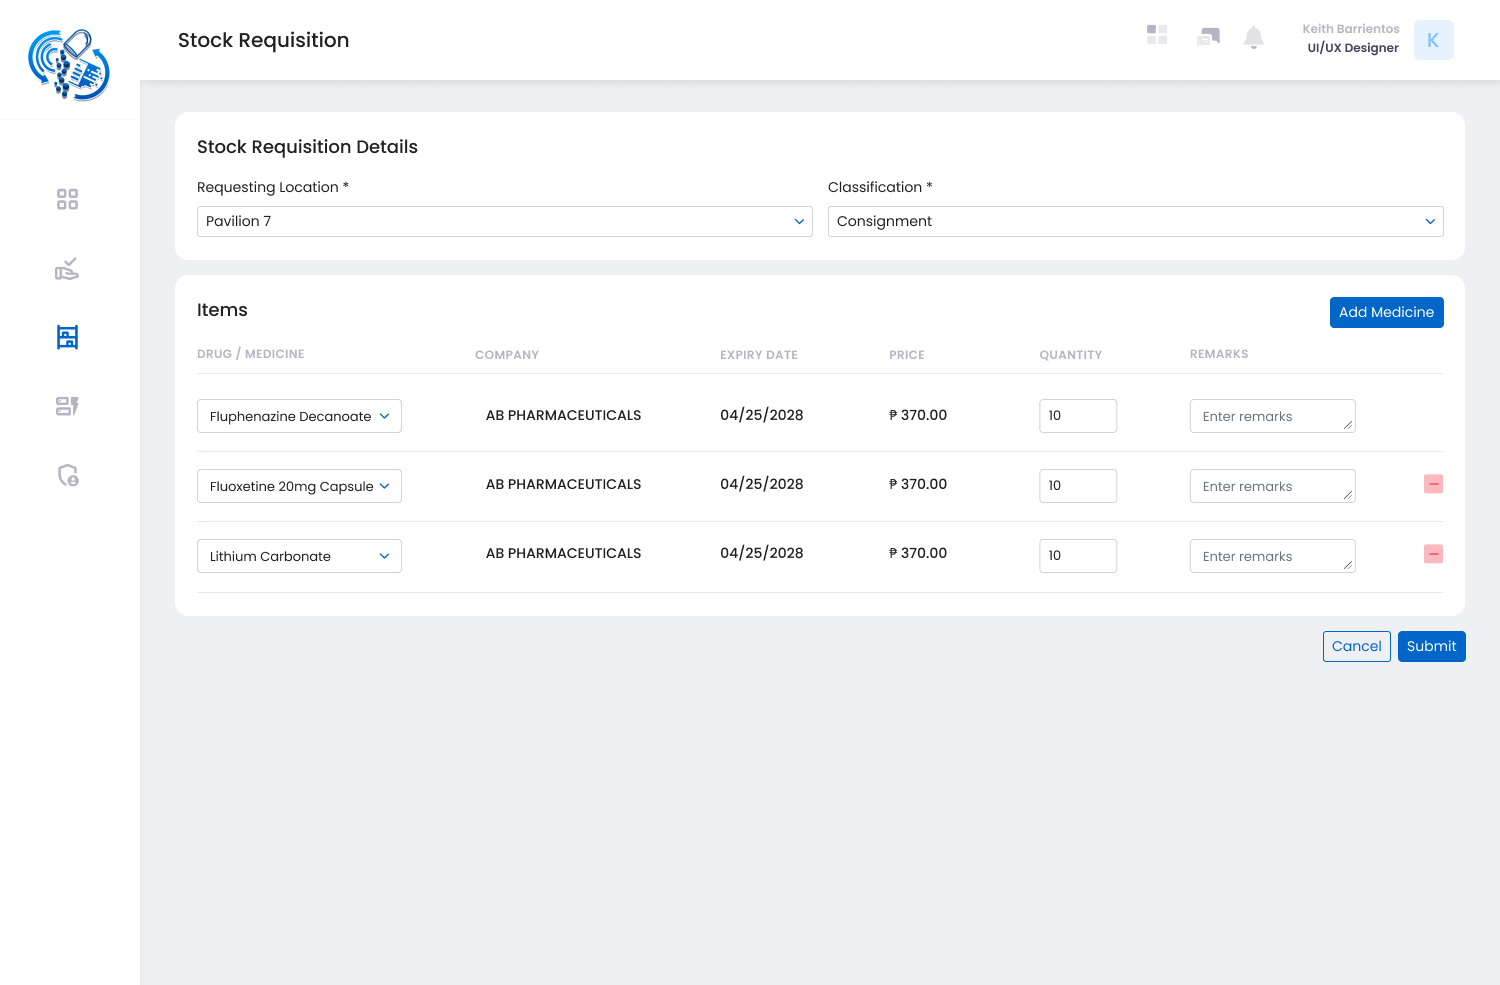 Stock Requisition
Keith Barrientos
UI/UX Designer
K
Stock Requisition Details
Requesting Location *
Classification *
Pavilion 7
Consignment
Items
Add Medicine
DRUG / MEDICINE COMPANY EXPIRY DATE PRICE QUANTITY REMARKS
Fluphenazine Decanoate AB PHARMACEUTICALS 04/25/2028 ₱ 370.00 10 Enter remarks
Fluoxetine 20mg Capsule AB PHARMACEUTICALS 04/25/2028 ₱ 370.00 10 Enter remarks
Lithium Carbonate AB PHARMACEUTICALS 04/25/2028 ₱ 370.00 10 Enter remarks
Cancel Submit